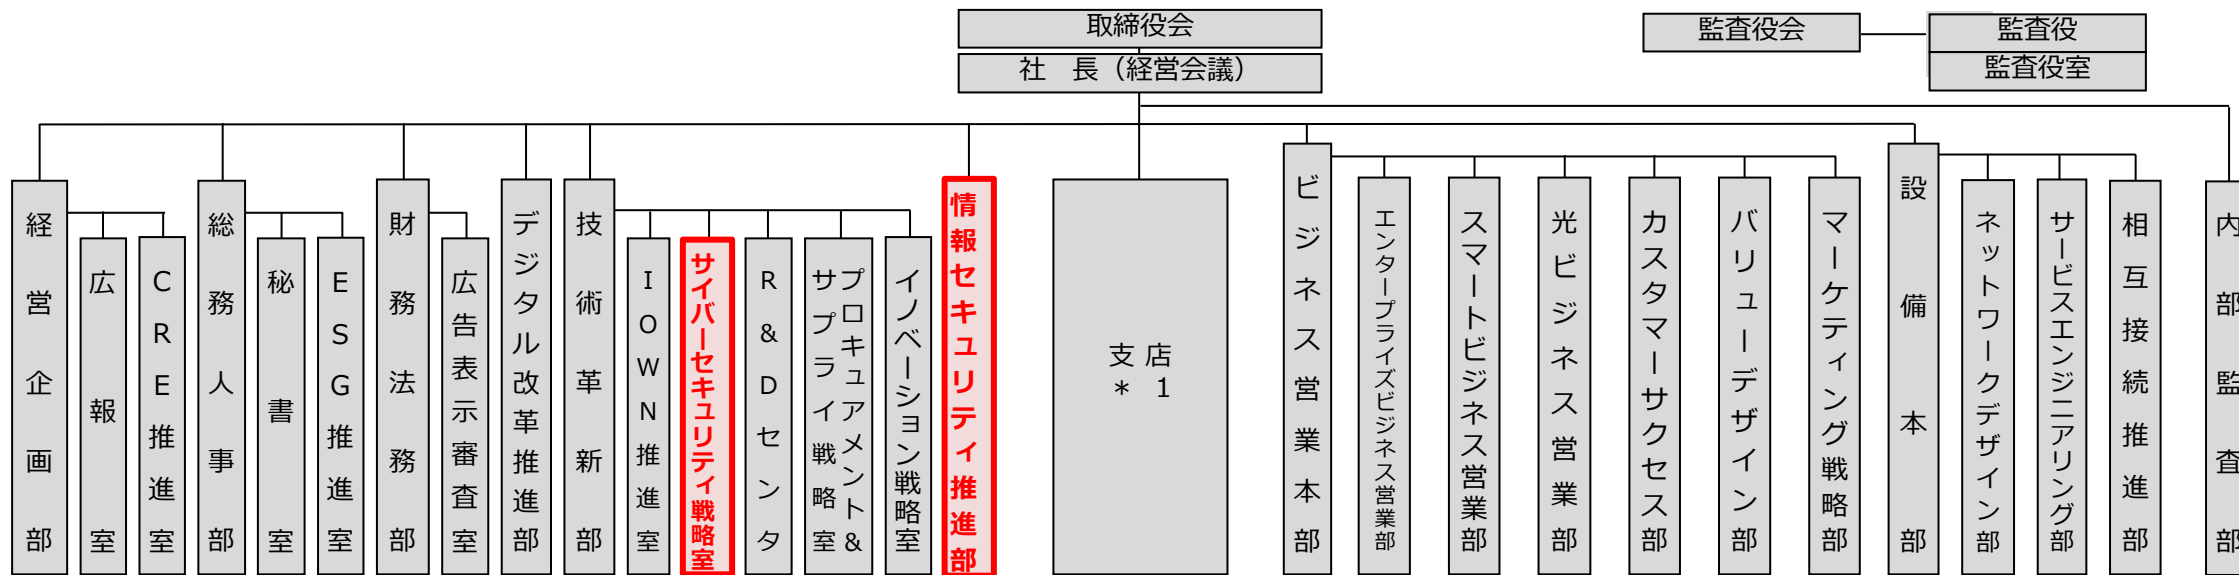 取締役会
社　長（経営会議）
監査役会
監査役
監査役室
経営企画部
広報室
CRE推進室
総務人事部
秘書室
ESG推進室
財務法務部
広告表示審査室
デジタル改革推進部
技術革新部
IOWN推進室
サイバーセキュリティ戦略室
R&Dセンタ
プロキュアメント&
サプライ戦略室
イノベーション戦略室
情報セキュリティ推進部
支店
＊１
ビジネス営業本部
エンタープライズビジネス営業部
スマートビジネス営業部
光ビジネス営業部
カスタマーサクセス部
バリューデザイン部
マーケティング戦略部
設備本部
ネットワークデザイン部
サービスエンジニアリング部
相互接続推進部
内部監査部